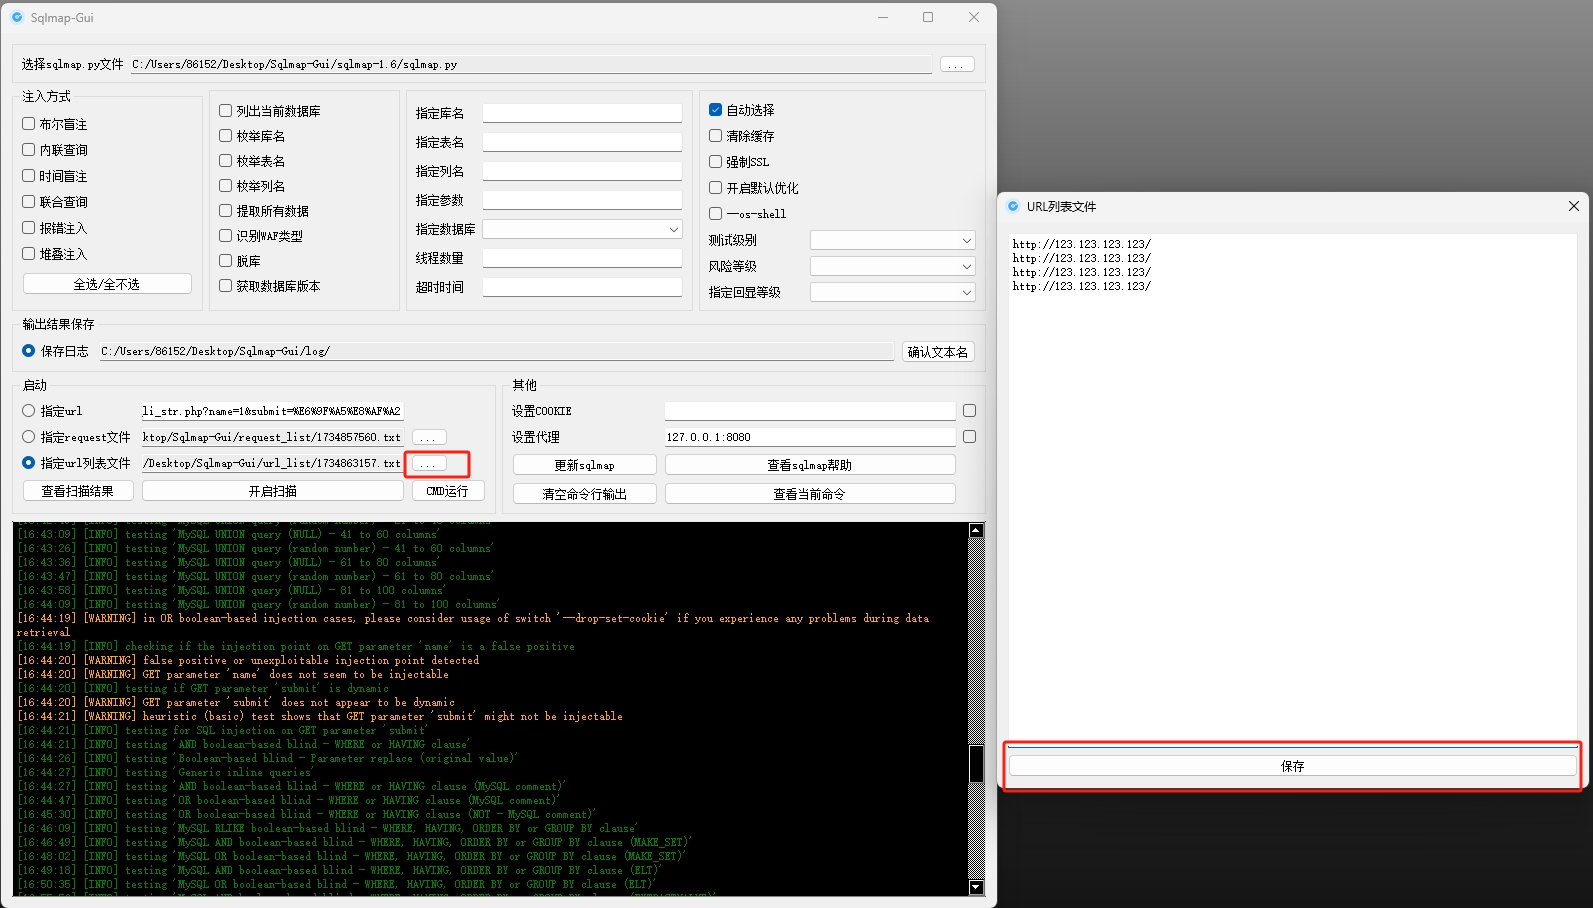 Sqlmap-Gui
选择sqlmap.py文件 C:/Users/86152/Desktop/Sqlmap-Gui/sqlmap-1.6/sqlmap.py ...
注入方式
布尔盲注
内联查询
时间盲注
联合查询
报错注入
堆叠注入
全选/全不选
列出当前数据库
枚举库名
枚举表名
枚举列名
提取所有数据
识别WAF类型
脱库
获取数据库版本
指定库名
指定表名
指定列名
指定参数
指定数据库
线程数量
超时时间
自动选择
清除缓存
强制SSL
开启默认优化
一os-shell
测试级别
风险等级
指定回显等级
输出结果保存
保存日志 C:/Users/86152/Desktop/Sqlmap-Gui/log/ 确认文本名
启动
指定url li_str.php?name=1&submit=%E6%9F%A5%E8%AF%A2
指定request文件 ktop/Sqlmap-Gui/request_list/1734857560.txt ...
指定url列表文件 /Desktop/Sqlmap-Gui/url_list/1734863157.txt ...
查看扫描结果 开启扫描 CMD运行
其他
设置COOKIE
设置代理 127.0.0.1:8080
更新sqlmap 查看sqlmap帮助
清空命令行输出 查看当前命令
[16:43:09] [INFO] testing 'MySQL UNION query (NULL) - 41 to 60 columns'
[16:43:26] [INFO] testing 'MySQL UNION query (random number) - 41 to 60 columns'
[16:43:36] [INFO] testing 'MySQL UNION query (NULL) - 61 to 80 columns'
[16:43:47] [INFO] testing 'MySQL UNION query (random number) - 61 to 80 columns'
[16:43:58] [INFO] testing 'MySQL UNION query (NULL) - 81 to 100 columns'
[16:44:09] [INFO] testing 'MySQL UNION query (random number) - 81 to 100 columns'
[16:44:19] [WARNING] in OR boolean-based injection cases, please consider usage of switch '--drop-set-cookie' if you experience any problems during data
retrieval
[16:44:19] [INFO] checking if the injection point on GET parameter 'name' is a false positive
[16:44:20] [WARNING] false positive or unexploitable injection point detected
[16:44:20] [WARNING] GET parameter 'name' does not seem to be injectable
[16:44:20] [INFO] testing if GET parameter 'submit' is dynamic
[16:44:20] [WARNING] GET parameter 'submit' does not appear to be dynamic
[16:44:21] [WARNING] heuristic (basic) test shows that GET parameter 'submit' might not be injectable
[16:44:21] [INFO] testing for SQL injection on GET parameter 'submit'
[16:44:21] [INFO] testing 'AND boolean-based blind - WHERE or HAVING clause'
[16:44:26] [INFO] testing 'Boolean-based blind - Parameter replace (original value)'
[16:44:27] [INFO] testing 'Generic inline queries'
[16:44:27] [INFO] testing 'AND boolean-based blind - WHERE or HAVING clause (MySQL comment)'
[16:44:47] [INFO] testing 'OR boolean-based blind - WHERE or HAVING clause (MySQL comment)'
[16:45:30] [INFO] testing 'OR boolean-based blind - WHERE or HAVING clause (NOT - MySQL comment)'
[16:46:09] [INFO] testing 'MySQL RLIKE boolean-based blind - WHERE, HAVING, ORDER BY or GROUP BY clause'
[16:46:49] [INFO] testing 'MySQL AND boolean-based blind - WHERE, HAVING, ORDER BY or GROUP BY clause (MAKE_SET)'
[16:48:02] [INFO] testing 'MySQL OR boolean-based blind - WHERE, HAVING, ORDER BY or GROUP BY clause (MAKE_SET)'
[16:49:18] [INFO] testing 'MySQL AND boolean-based blind - WHERE, HAVING, ORDER BY or GROUP BY clause (ELT)'
[16:50:35] [INFO] testing 'MySQL OR boolean-based blind - WHERE, HAVING, ORDER BY or GROUP BY clause (ELT)'
URL列表文件
http://123.123.123.123/
http://123.123.123.123/
http://123.123.123.123/
http://123.123.123.123/
保存